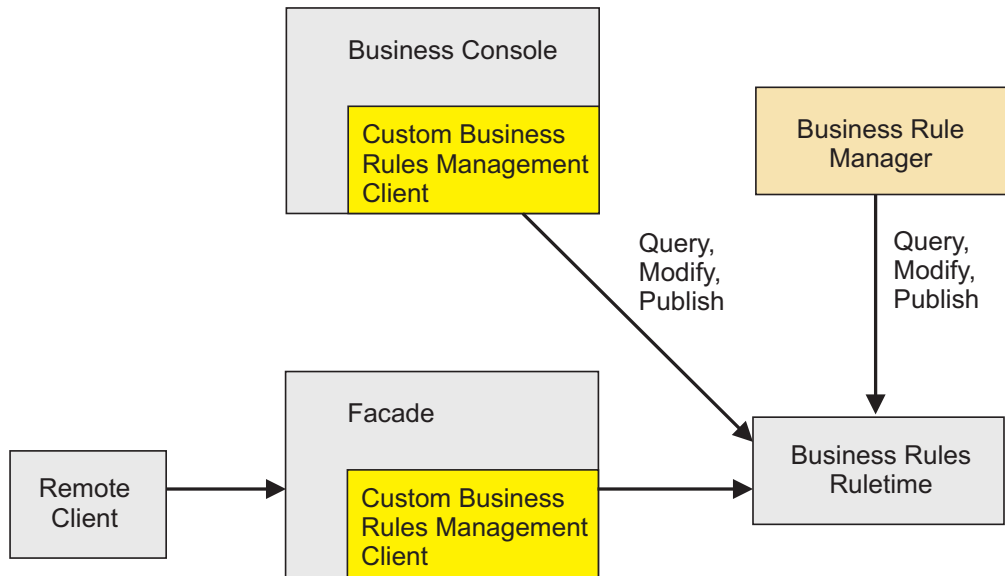 Business Console
Custom Business
Rules Management
Client
Business Rule
Manager
Query,
Modify,
Publish
Query,
Modify,
Publish
Facade
Custom Business
Rules Management
Client
Remote
Client
Business Rules
Ruletime